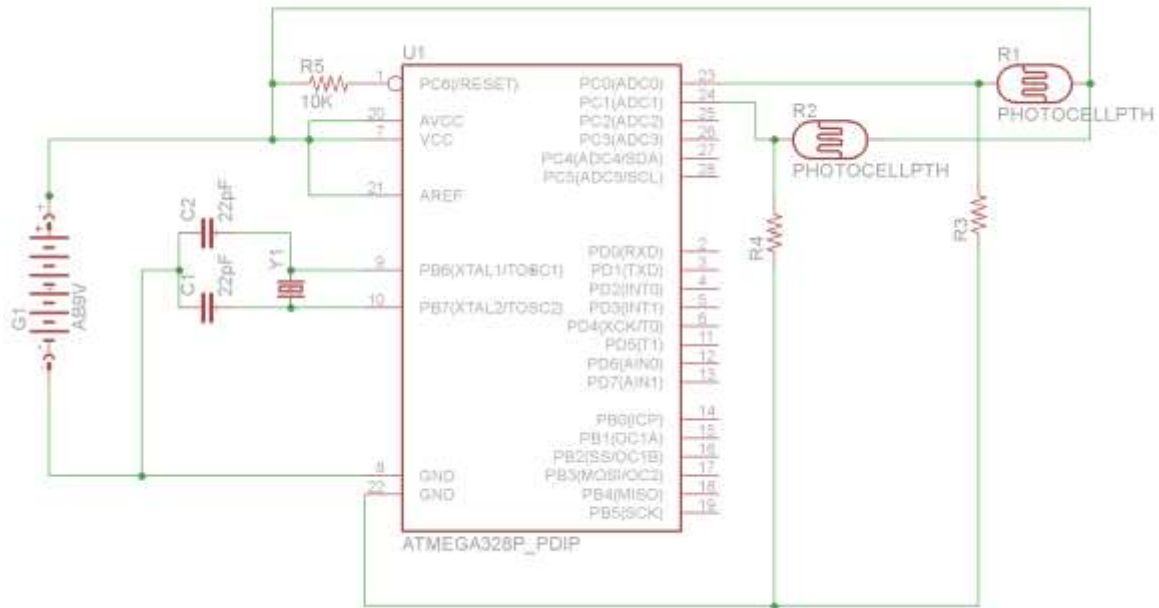 U1
R1
R5
10K
1
PC6(/RESET)
PC0(ADC0)
23
PC1(ADC1)
24
R2
20
AVCC
PC2(ADC2)
25
PHOTOCELLPTH
7
VCC
PC3(ADC3)
26
PC4(ADC4/SDA)
27
PHOTOCELLPTH
PC5(ADC5/SCL)
28
21
AREF
C2
22pF
R4
R3
PD0(RXD)
2
C1
22pF
Y1
9
PB6(XTAL1/TOSC1)
PD1(TXD)
3
PD2(INT0)
4
10
PB7(XTAL2/TOSC2)
PD3(INT1)
5
G1
AB9V
PD4(XCK/T0)
6
PD5(T1)
11
PD6(AIN0)
12
PD7(AIN1)
13
PB0(ICP)
14
PB1(OC1A)
15
PB2(SS/OC1B)
16
8
GND
PB3(MOSI/OC2)
17
22
GND
PB4(MISO)
18
PB5(SCK)
19
ATMEGA328P_PDIP